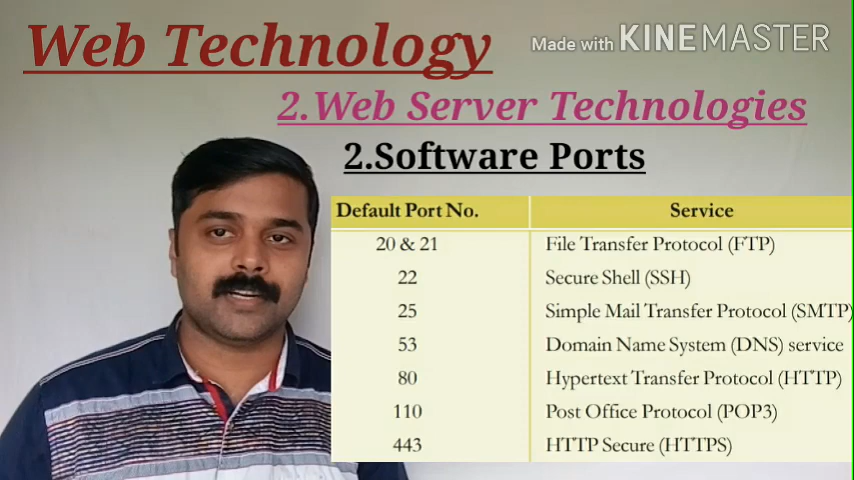 Web Technology
Made with KINEMASTER
2.Web Server Technologies
2.Software Ports
Default Port No. Service
20 & 21 File Transfer Protocol (FTP)
22 Secure Shell (SSH)
25 Simple Mail Transfer Protocol (SMTP)
53 Domain Name System (DNS) service
80 Hypertext Transfer Protocol (HTTP)
110 Post Office Protocol (POP3)
443 HTTP Secure (HTTPS)